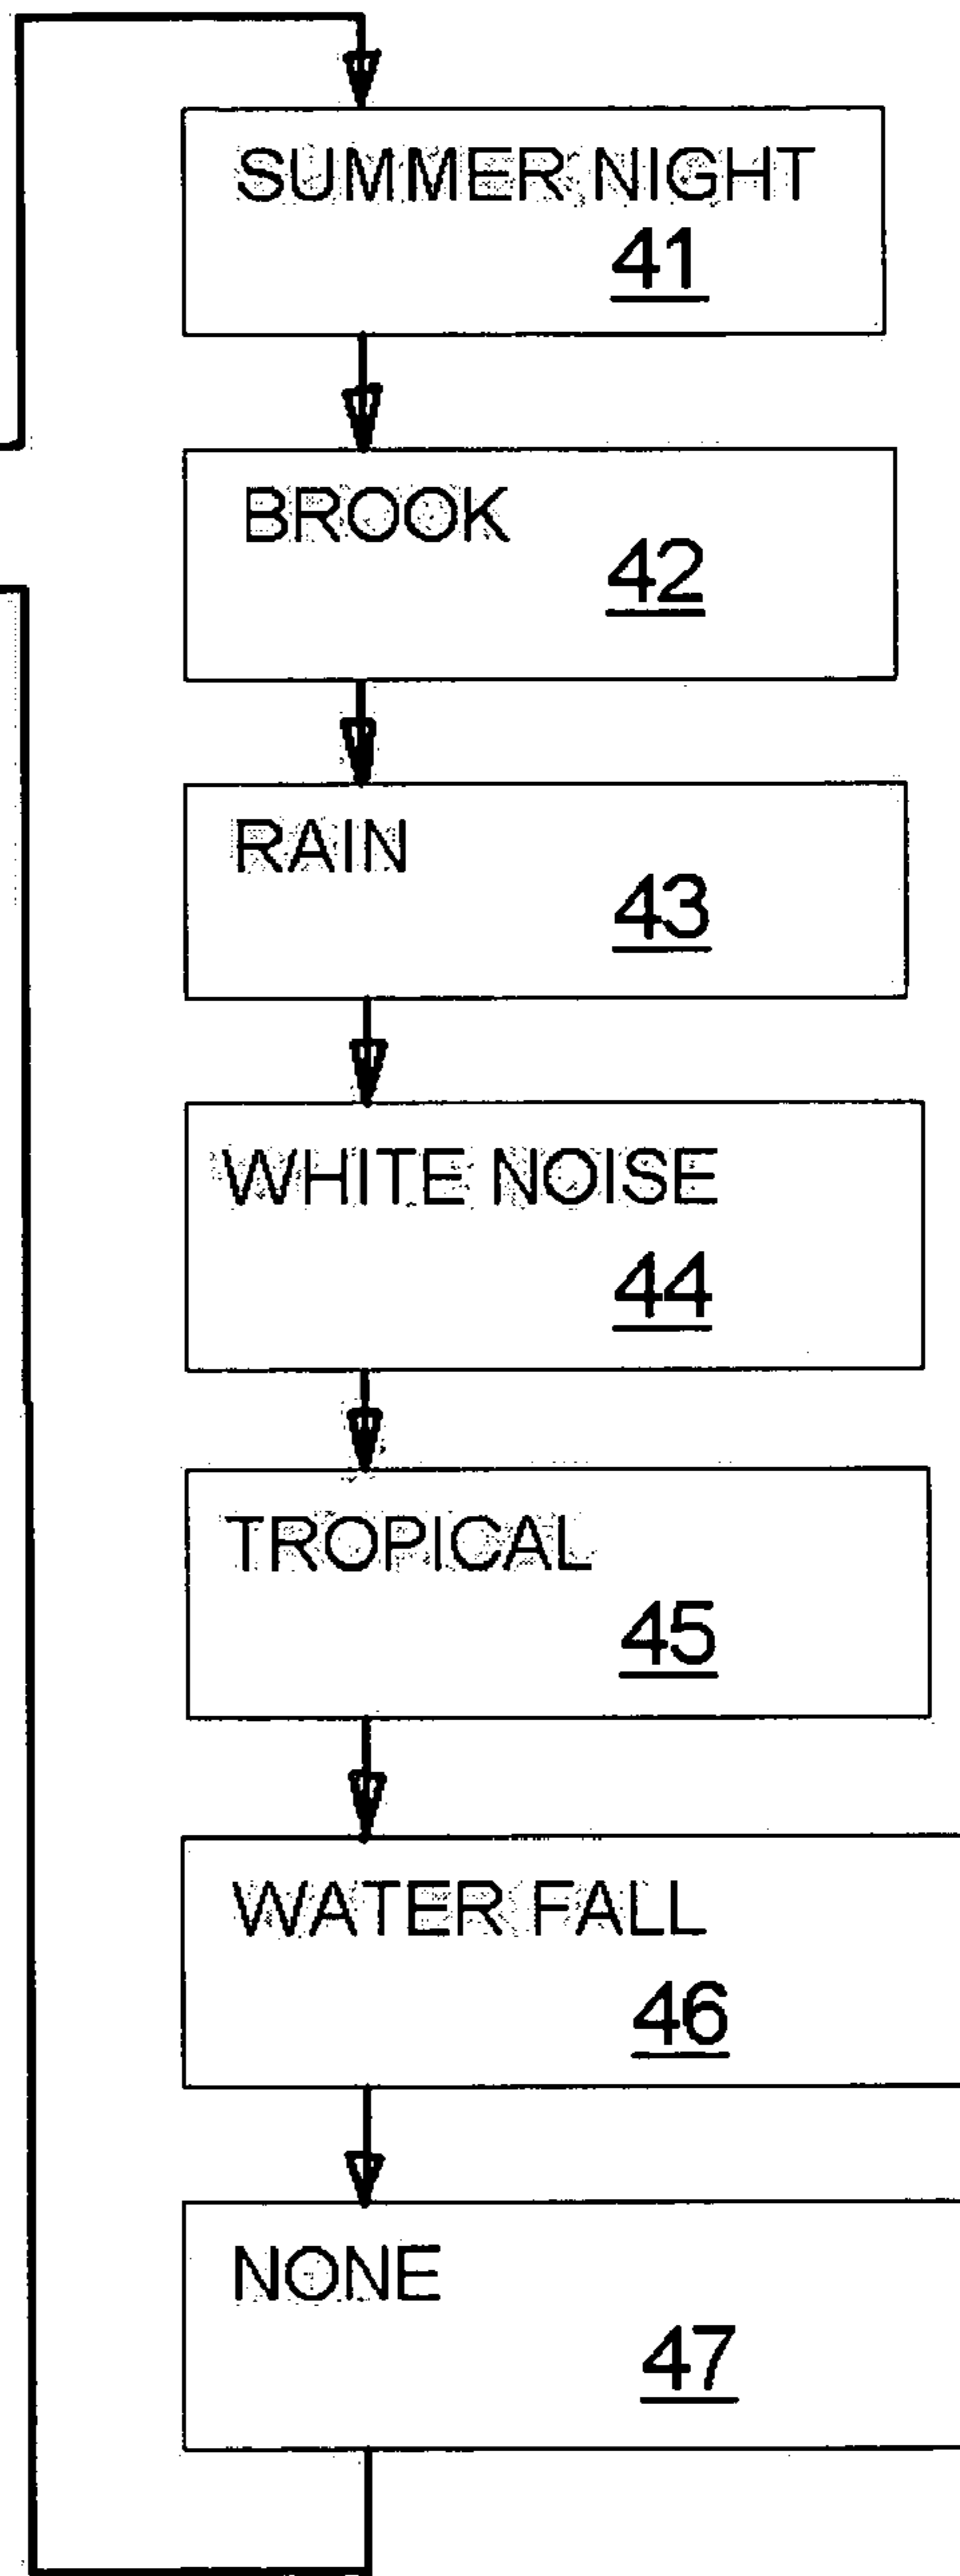 SUMMER NIGHT
41
BROOK
42
RAIN
43
WHITE NOISE
44
TROPICAL
45
WATER FALL
46
NONE
47